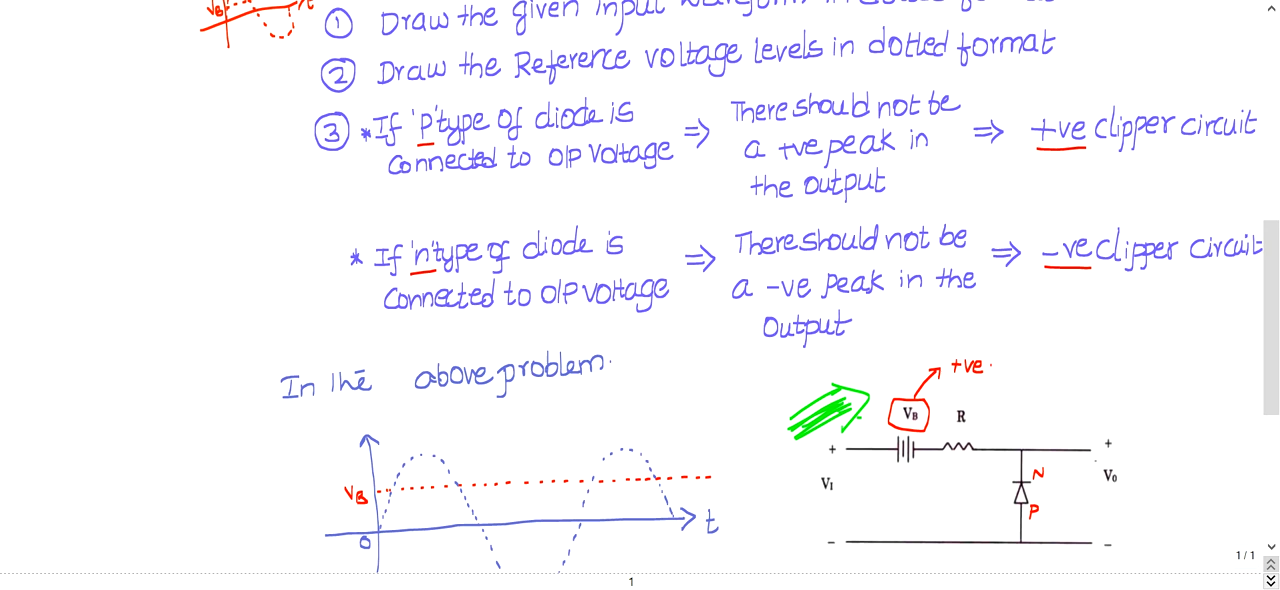 VB t
① Draw the given input
② Draw the Reference voltage levels in dotted format
③ * If 'P' type of diode is connected to O/P Voltage ⇒ There should not be a +ve peak in the output ⇒ +ve clipper circuit
* If 'n' type of diode is connected to O/P Voltage ⇒ There should not be a -ve peak in the output ⇒ -ve clipper circuit
In the above problem.
+ve.
VB R
+ +
VI N V0
P
- -
VB
0 t
1 / 1
1